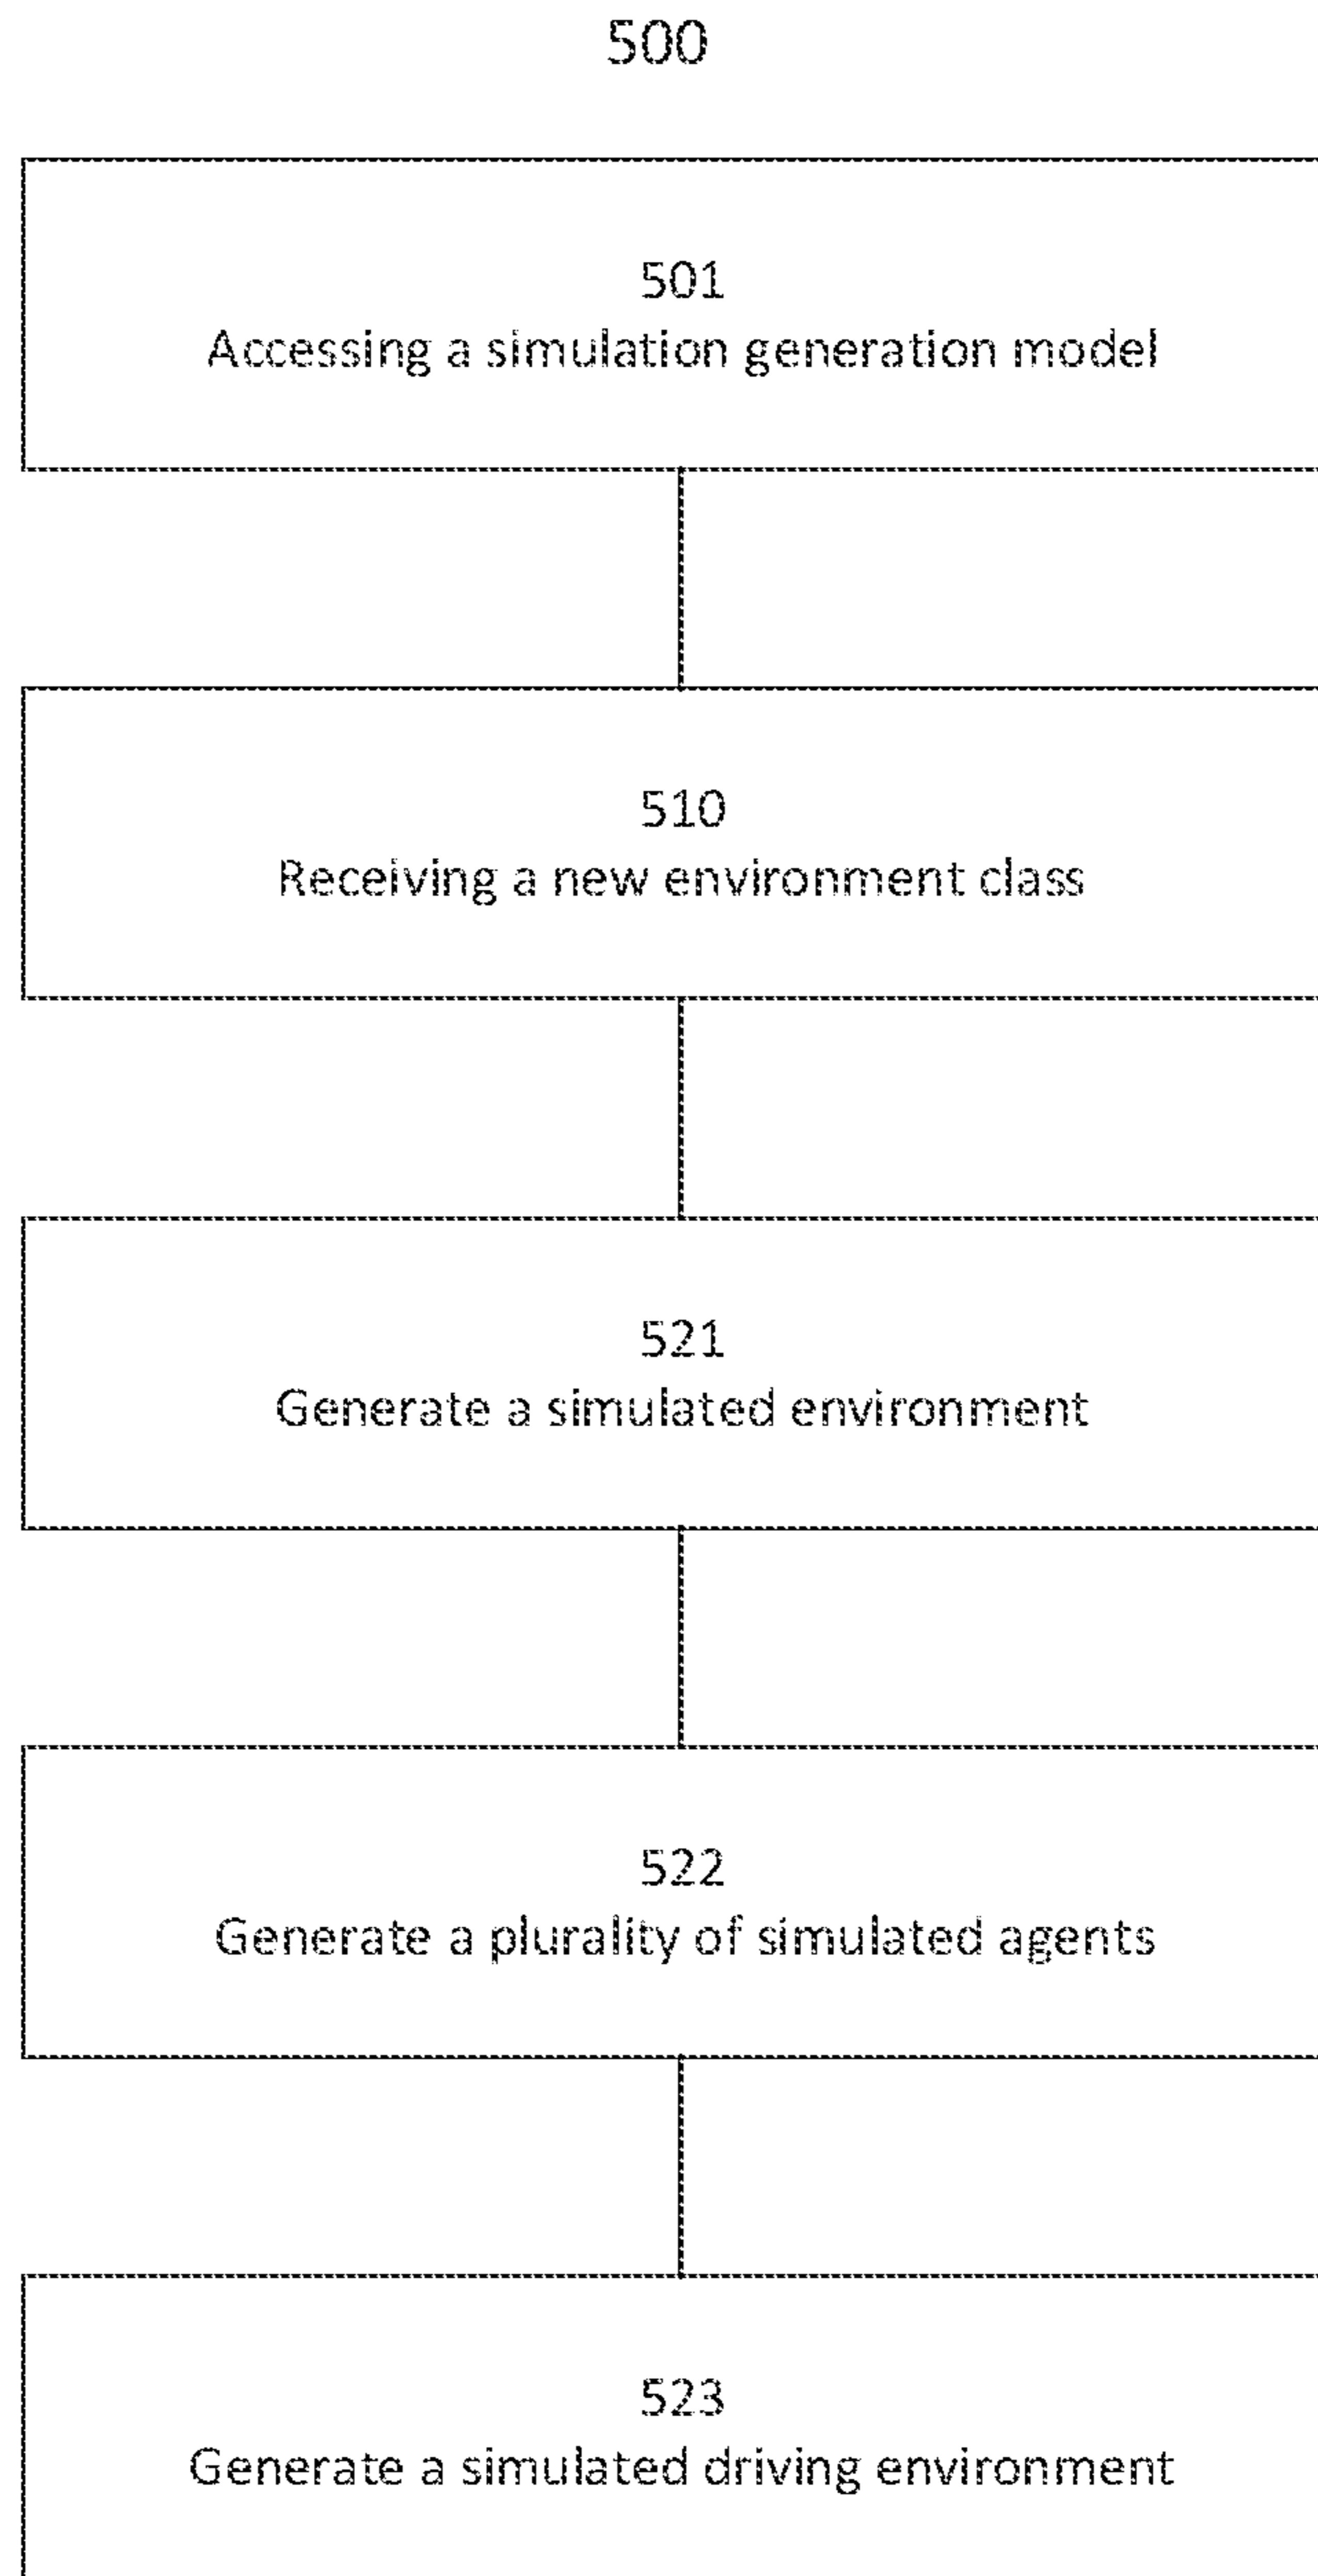 500
501
Accessing a simulation generation model
510
Receiving a new environment class
521
Generate a simulated environment
522
Generate a plurality of simulated agents
523
Generate a simulated driving environment